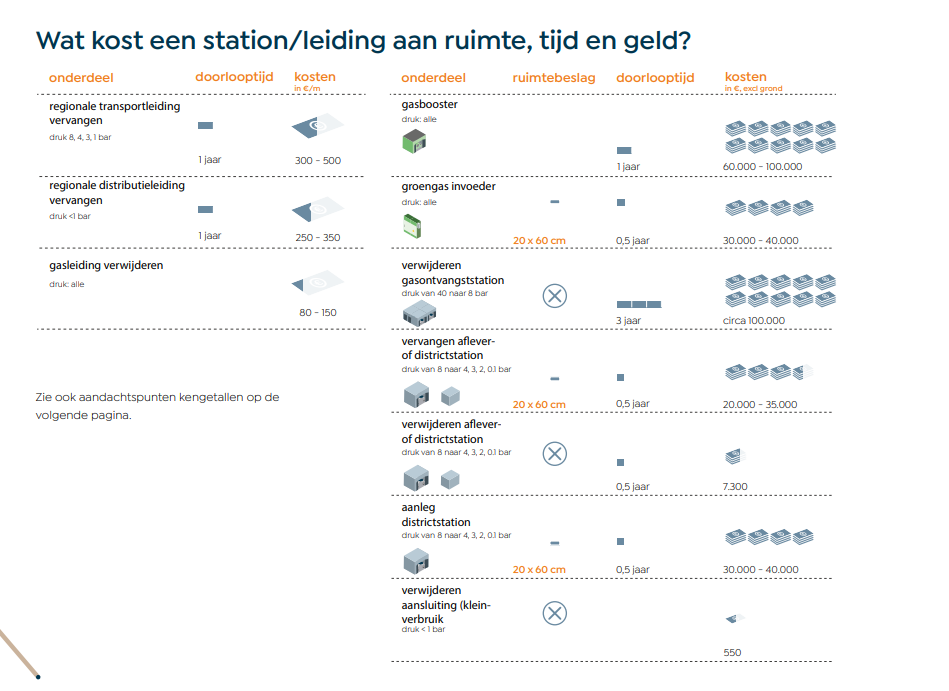 Wat kost een station/leiding aan ruimte, tijd en geld?
onderdeel doorlooptijd kosten
in €/m
regionale transportleiding
vervangen
druk 8, 4, 3, 1 bar
1 jaar 300 - 500
regionale distributieleiding
vervangen
druk <1 bar
1 jaar 250 - 350
gasleiding verwijderen
druk: alle
80 - 150
Zie ook aandachtspunten kengetallen op de
volgende pagina.
onderdeel ruimtebeslag doorlooptijd kosten
in €, excl grond
gasbooster
druk: alle
1 jaar 60.000 - 100.000
groengas invoeder
druk: alle
20 x 60 cm 0,5 jaar 30.000 - 40.000
verwijderen
gasontvangststation
druk van 40 naar 8 bar
3 jaar circa 100.000
vervangen aflever-
of districtstation
druk van 8 naar 4, 3, 2, 0.1 bar
20 x 60 cm 0,5 jaar 20.000 - 35.000
verwijderen aflever-
of districtstation
druk van 8 naar 4, 3, 2, 0.1 bar
0,5 jaar 7.300
aanleg
districtstation
druk van 8 naar 4, 3, 2, 0.1 bar
20 x 60 cm 0,5 jaar 30.000 - 40.000
verwijderen
aansluiting (klein-
verbruik
druk < 1 bar
550